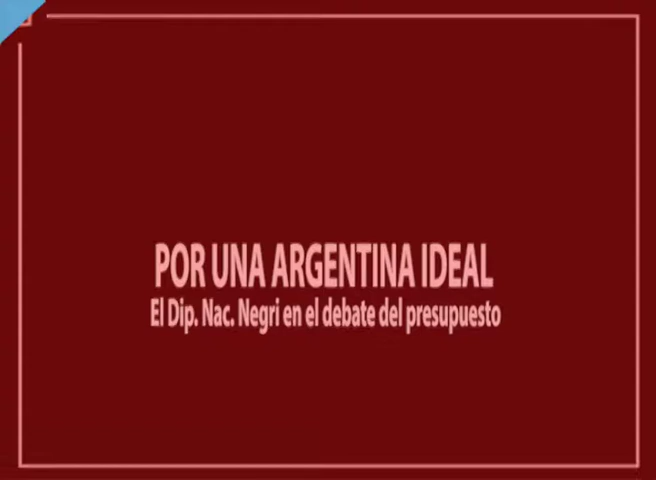 POR UNA ARGENTINA IDEAL
El Dip. Nac. Negri en el debate del presupuesto